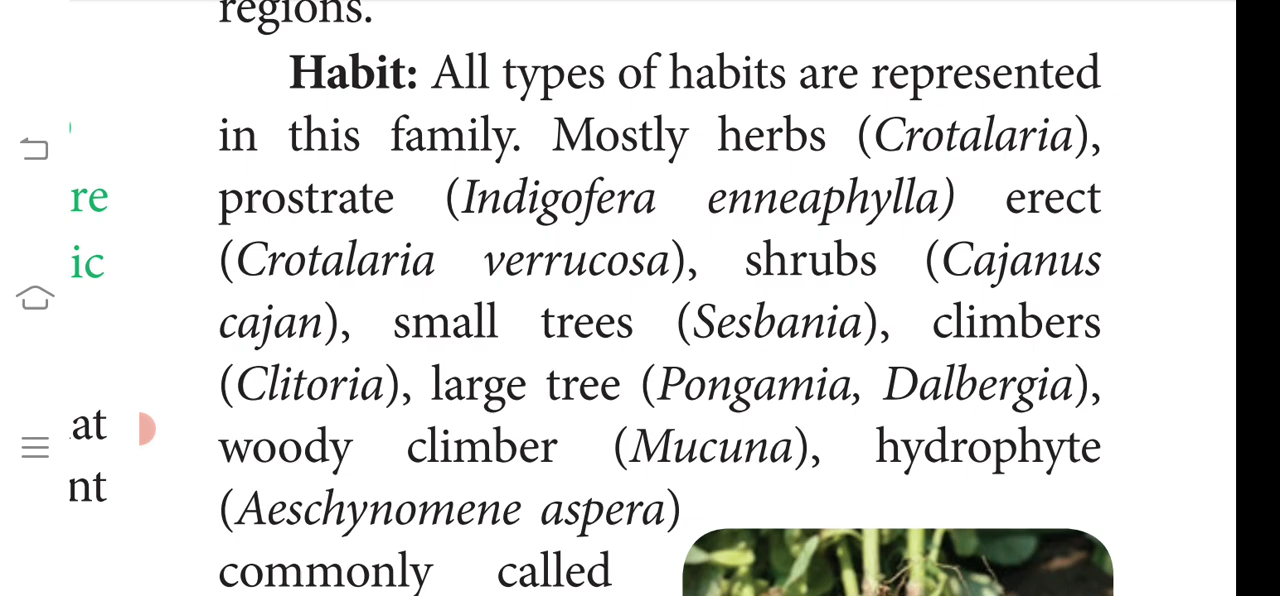 regions.
Habit: All types of habits are represented
in this family. Mostly herbs (Crotalaria),
prostrate (Indigofera enneaphylla) erect
(Crotalaria verrucosa), shrubs (Cajanus
cajan), small trees (Sesbania), climbers
(Clitoria), large tree (Pongamia, Dalbergia),
woody climber (Mucuna), hydrophyte
(Aeschynomene aspera)
commonly called
re
ic
at
nt